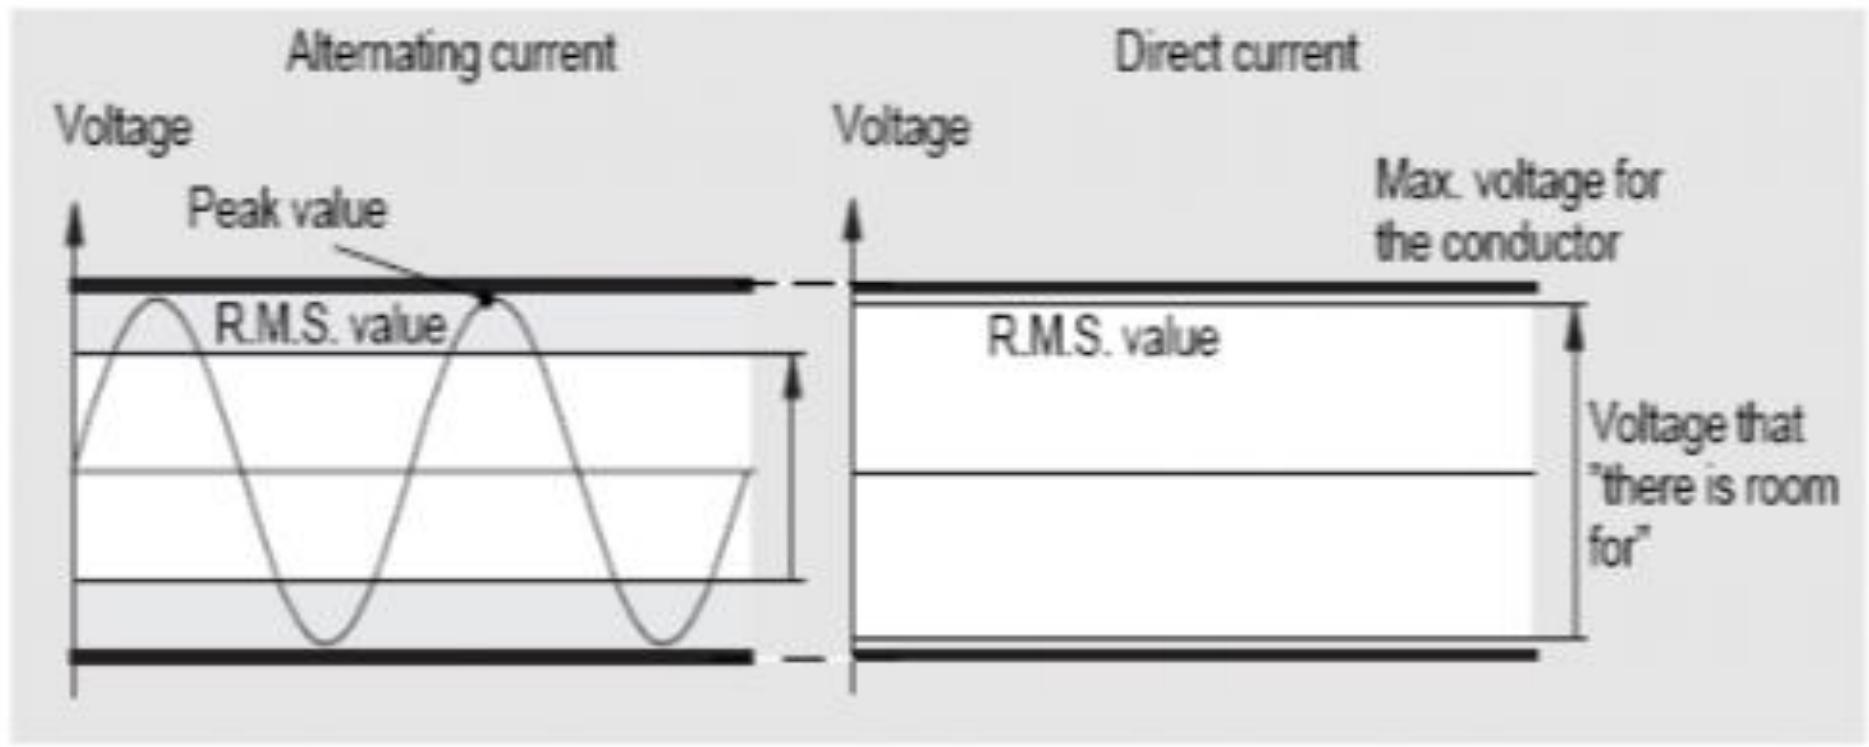 Alternating current
Direct current
Voltage
Voltage
Peak value
Max. voltage for
the conductor
R.M.S. value
R.M.S. value
Voltage that
"there is room
for"